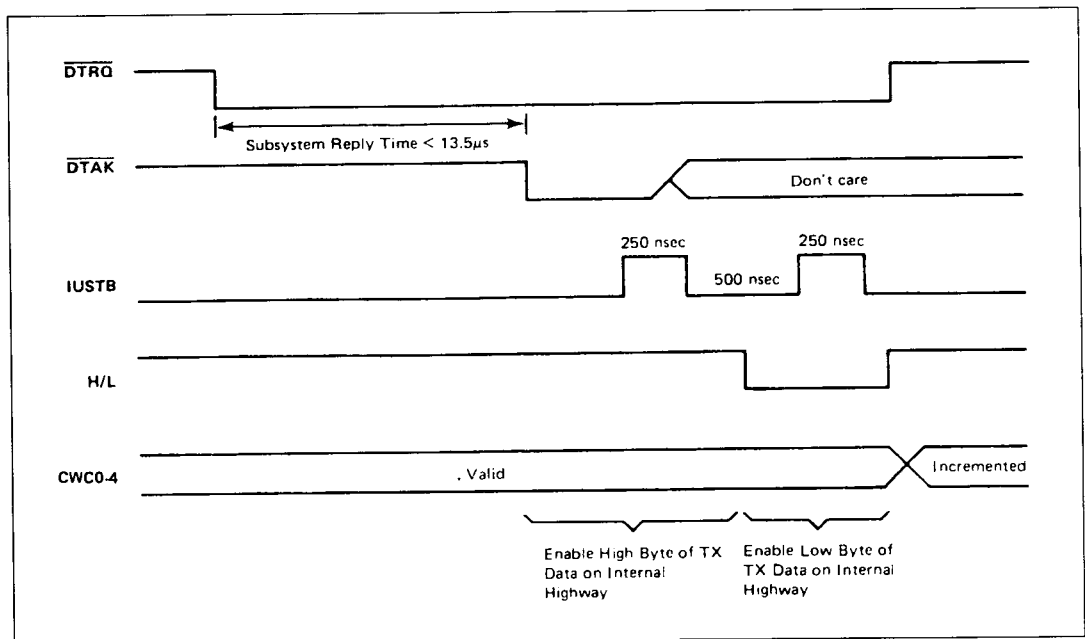 DTRQ
Subsystem Reply Time < 13.5μs
DTAK
Don't care
250 nsec
250 nsec
IUSTB
500 nsec
H/L
CWC0-4
. Valid
Incremented
Enable High Byte of TX
Data on Internal
Highway
Enable Low Byte of
TX Data on Internal
Highway